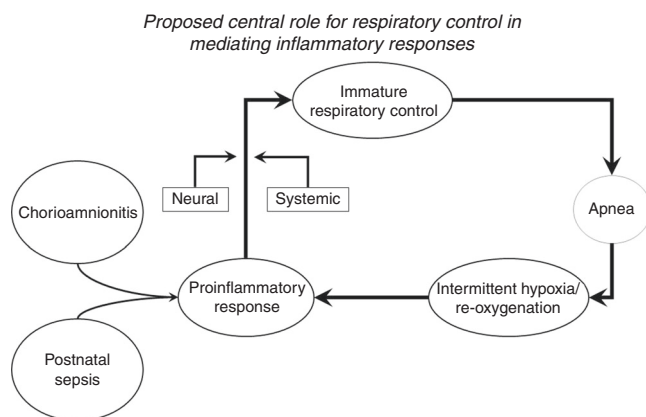 Proposed central role for respiratory control in
mediating inflammatory responses
Immature
respiratory control
Neural
Systemic
Chorioamnionitis
Apnea
Proinflammatory
response
Intermittent hypoxia/
re-oxygenation
Postnatal
sepsis